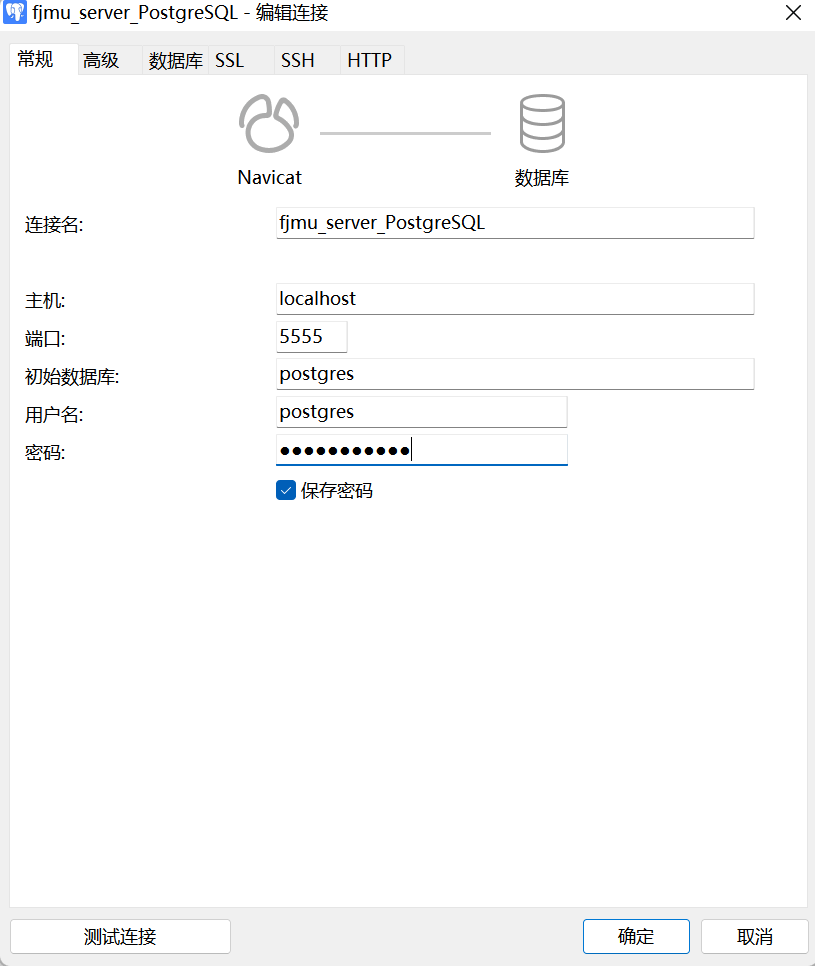 fjmu_server_PostgreSQL - 编辑连接
常规 高级 数据库 SSL SSH HTTP
Navicat 数据库
连接名: fjmu_server_PostgreSQL
主机: localhost
端口: 5555
初始数据库: postgres
用户名: postgres
密码: ●●●●●●●●●●●
保存密码
测试连接 确定 取消